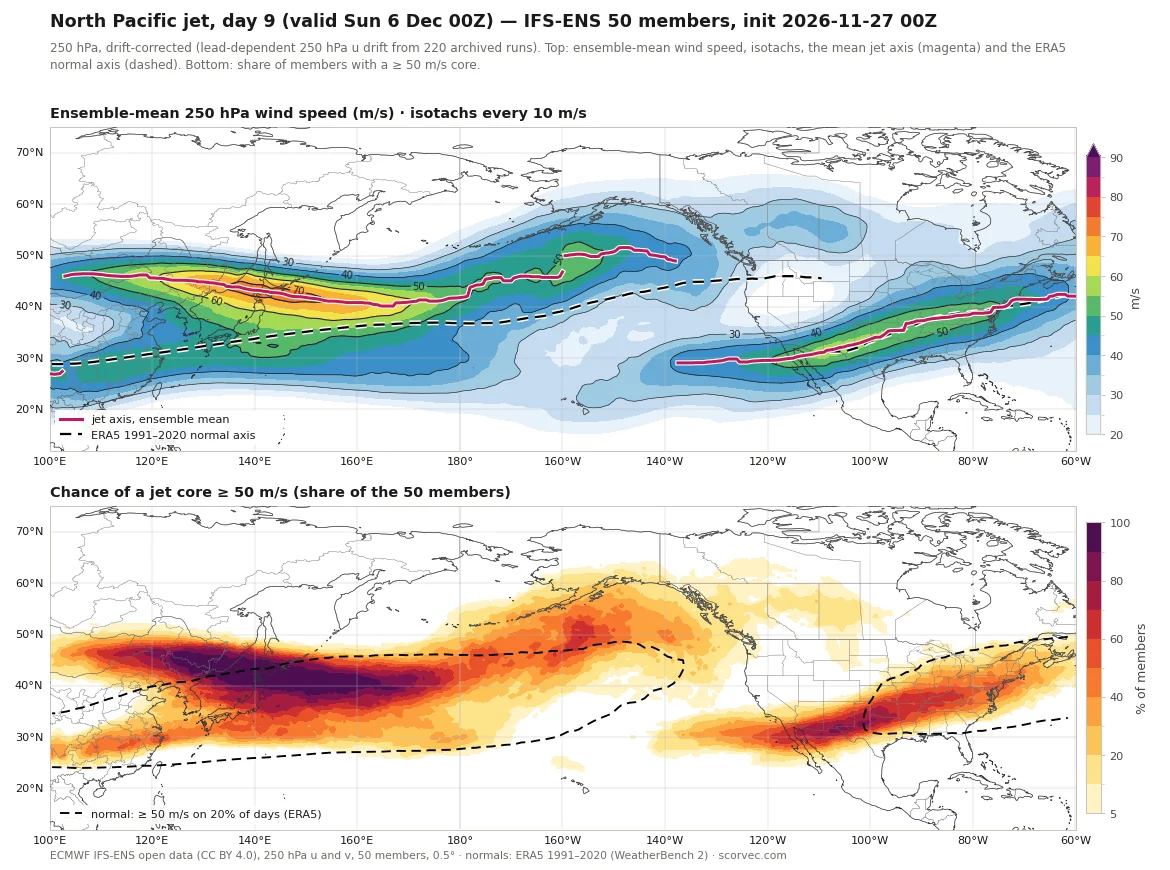 North Pacific jet, day 9 (valid Sun 6 Dec 00Z) — IFS-ENS 50 members, init 2026-11-27 00Z
250 hPa, drift-corrected (lead-dependent 250 hPa u drift from 220 archived runs). Top: ensemble-mean wind speed, isotachs, the mean jet axis (magenta) and the ERA5
normal axis (dashed). Bottom: share of members with a ≥ 50 m/s core.
Ensemble-mean 250 hPa wind speed (m/s) · isotachs every 10 m/s
70°N
60°N
50°N
40°N
30°N
20°N
30
40
30
40
50
60
70
50
30
40
50
jet axis, ensemble mean
ERA5 1991–2020 normal axis
100°E 120°E 140°E 160°E 180° 160°W 140°W 120°W 100°W 80°W 60°W
90
80
70
60
50
40
30
20
m/s
Chance of a jet core ≥ 50 m/s (share of the 50 members)
70°N
60°N
50°N
40°N
30°N
20°N
normal: ≥ 50 m/s on 20% of days (ERA5)
100°E 120°E 140°E 160°E 180° 160°W 140°W 120°W 100°W 80°W 60°W
100
80
60
40
20
5
% of members
ECMWF IFS-ENS open data (CC BY 4.0), 250 hPa u and v, 50 members, 0.5° · normals: ERA5 1991–2020 (WeatherBench 2) · scorvec.com